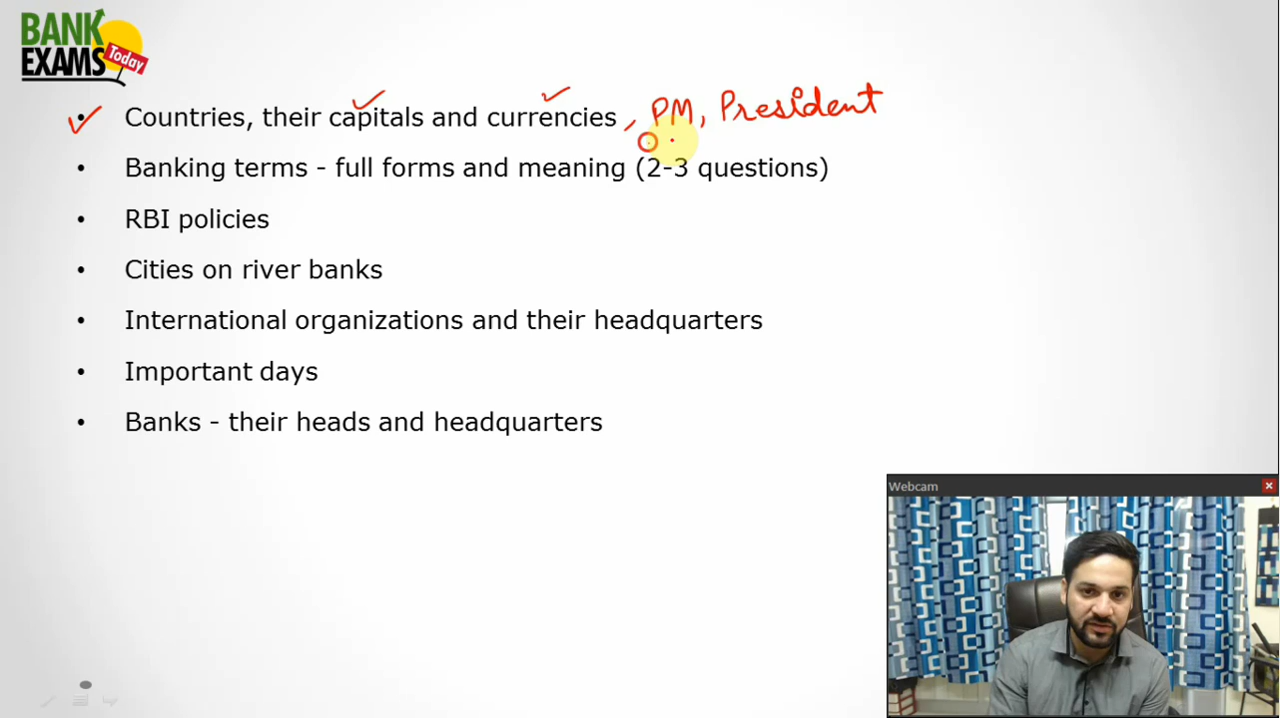 BANK
EXAMS Today
• Countries, their capitals and currencies, PM, President
• Banking terms - full forms and meaning (2-3 questions)
• RBI policies
• Cities on river banks
• International organizations and their headquarters
• Important days
• Banks - their heads and headquarters
Webcam